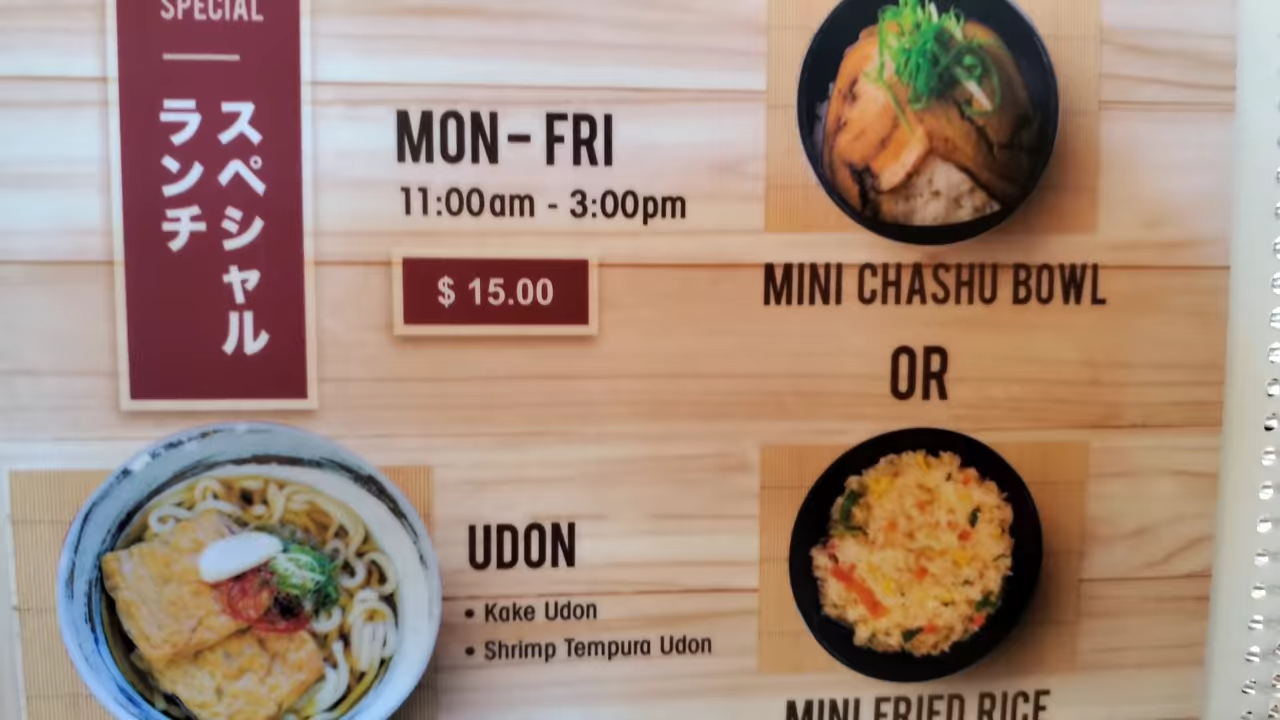 SPECIAL
スペシャル
ランチ
MON - FRI
11:00am - 3:00pm
$ 15.00
MINI CHASHU BOWL
OR
UDON
• Kake Udon
• Shrimp Tempura Udon
MINI FRIED RICE